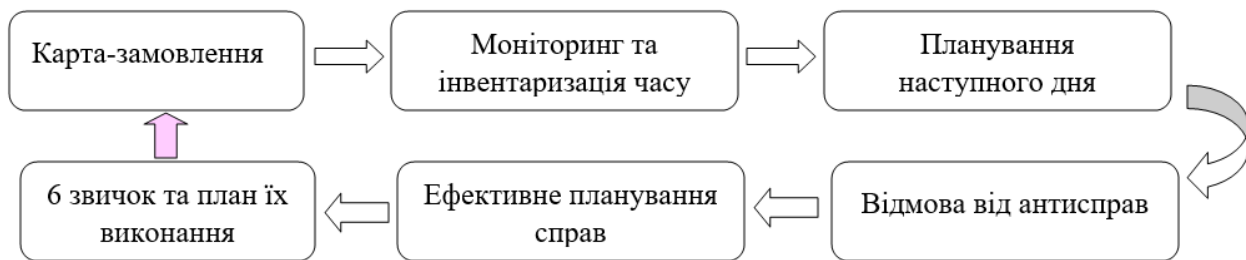 Карта-замовлення
Моніторинг та
інвентаризація часу
Планування
наступного дня
Відмова від антисправ
Ефективне планування
справ
6 звичок та план їх
виконання